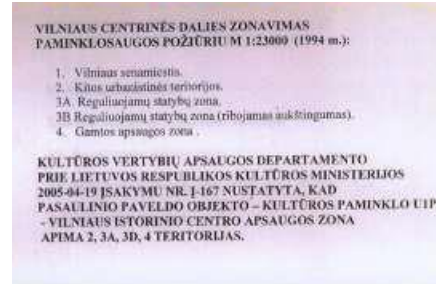 VILNIAUS CENTRINĖS DALIES ZONAVIMAS
PAMINKLOSAUGOS POŽIŪRIU M 1:23000 (1994 m.):
1. Vilniaus senamiestis.
2. Kitos urbanistinės teritorijos.
3A. Reguliuojamų statybų zona.
3B Reguliuojamų statybų zona (ribojamas aukštingumas).
4. Gamtos apsaugos zona .
KULTŪROS VERTYBIŲ APSAUGOS DEPARTAMENTO
PRIE LIETUVOS RESPUBLIKOS KULTŪROS MINISTERIJOS
2005-04-19 ĮSAKYMU NR. Į-167 NUSTATYTA, KAD
PASAULINIO PAVELDO OBJEKTO – KULTŪROS PAMINKLO U1P
- VILNIAUS ISTORINIO CENTRO APSAUGOS ZONA
APIMA 2, 3A, 3D, 4 TERITORIJAS.